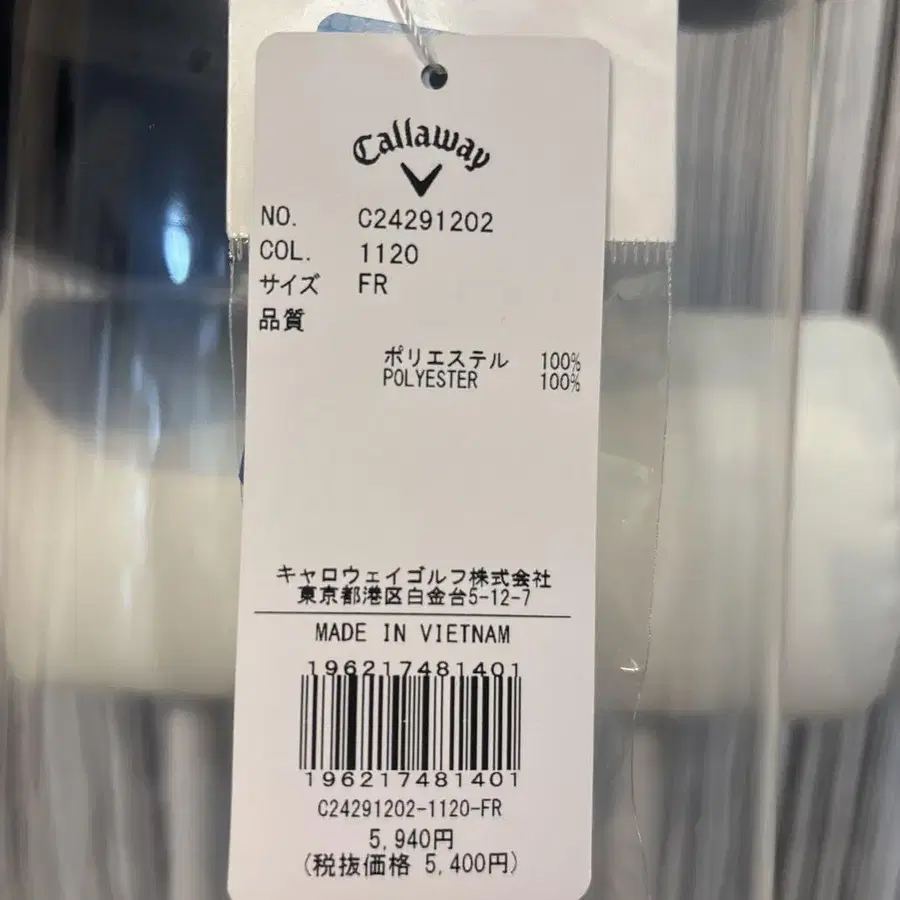 Callaway
NO. C24291202
COL. 1120
サイズ FR
品質
ポリエステル 100%
POLYESTER 100%
キャロウェイゴルフ株式会社
東京都港区白金台5-12-7
MADE IN VIETNAM
196217481401
196217481401
C24291202-1120-FR
5,940円
(税抜価格 5,400円)